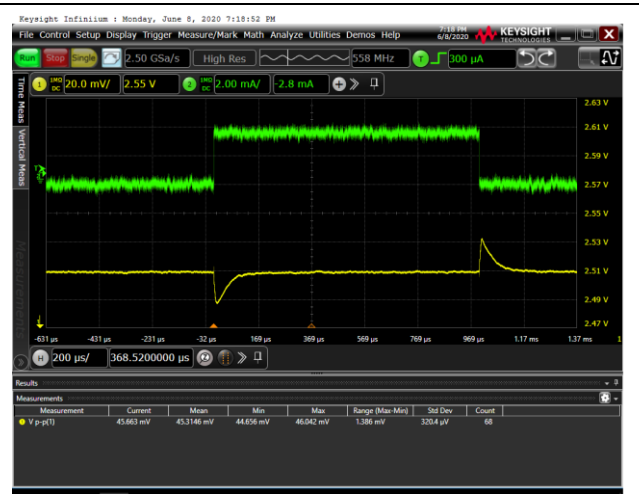 Keysight Infiniium : Monday, June 8, 2020 7:18:52 PM
File Control Setup Display Trigger Measure/Mark Math Analyze Utilities Demos Help 7:18 PM 6/8/2020 KEYSIGHT TECHNOLOGIES
Run Stop Single 2.50 GSa/s High Res 558 MHz T 300 µA
1 1MΩ DC 20.0 mV/ 2.55 V 2 1MΩ DC 2.00 mA/ -2.8 mA
Time Meas
Vertical Meas
Measurements
2.63 V
2.61 V
2.59 V
2.57 V
2.55 V
2.53 V
2.51 V
2.49 V
2.47 V
-631 µs -431 µs -231 µs -32 µs 169 µs 369 µs 569 µs 769 µs 969 µs 1.17 ms 1.37 ms 1
H 200 µs/ 368.5200000 µs
Results
Measurements
Measurement Current Mean Min Max Range (Max-Min) Std Dev Count
V p-p(1) 45.663 mV 45.3146 mV 44.656 mV 46.042 mV 1.386 mV 320.4 µV 68